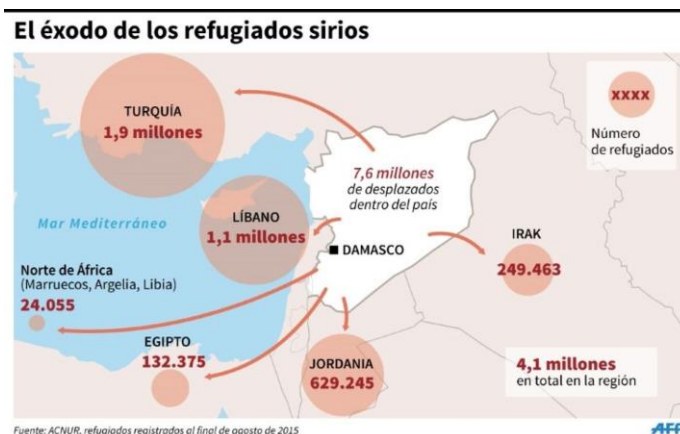 El éxodo de los refugiados sirios
TURQUÍA
1,9 millones
xxxx
Número
de refugiados
7,6 millones
de desplazados
dentro del país
LÍBANO
1,1 millones
Mar Mediterráneo
DAMASCO
IRAK
249.463
Norte de África
(Marruecos, Argelia, Libia)
24.055
EGIPTO
132.375
JORDANIA
629.245
4,1 millones
en total en la región
Fuente: ACNUR, refugiados registrados al final de agosto de 2015
AFP